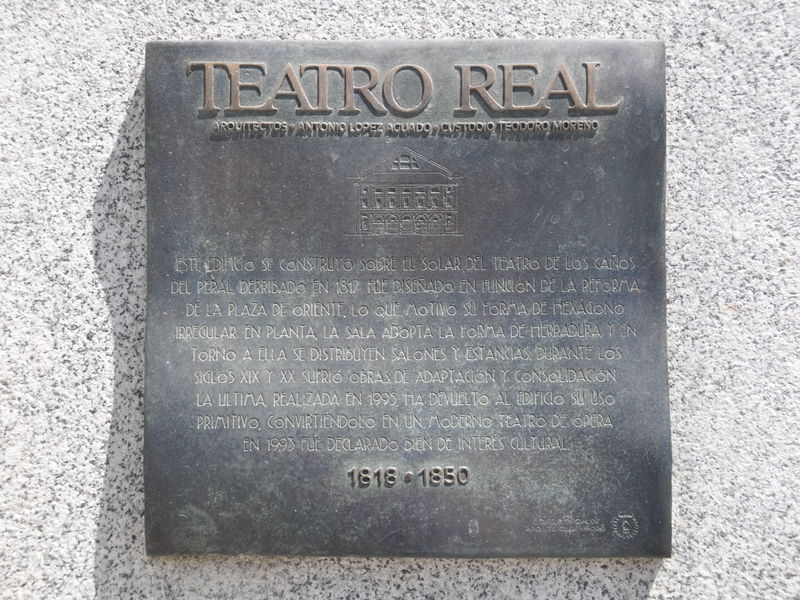 TEATRO REAL
ARQUITECTOS • ANTONIO LOPEZ AGUADO, CUSTODIO TEODORO MORENO
ESTE EDIFICIO SE CONSTRUYÓ SOBRE EL SOLAR DEL TEATRO DE LOS CAÑOS
DEL PERAL, DERRIBADO EN 1817. FUE DISEÑADO EN FUNCIÓN DE LA REFORMA
DE LA PLAZA DE ORIENTE, LO QUE MOTIVÓ SU FORMA DE HEXÁGONO
IRREGULAR EN PLANTA, LA SALA ADOPTA LA FORMA DE HERRADURA Y EN
TORNO A ELLA SE DISTRIBUYEN SALONES Y ESTANCIAS. DURANTE LOS
SIGLOS XIX Y XX SUFRIÓ OBRAS DE ADAPTACIÓN Y CONSOLIDACIÓN
LA ULTIMA, REALIZADA EN 1995, HA DEVUELTO AL EDIFICIO SU USO
PRIMITIVO, CONVIRTIÉNDOLO EN UN MODERNO TEATRO DE ÓPERA
EN 1993 FUE DECLARADO BIEN DE INTERÉS CULTURAL.
1818 • 1850